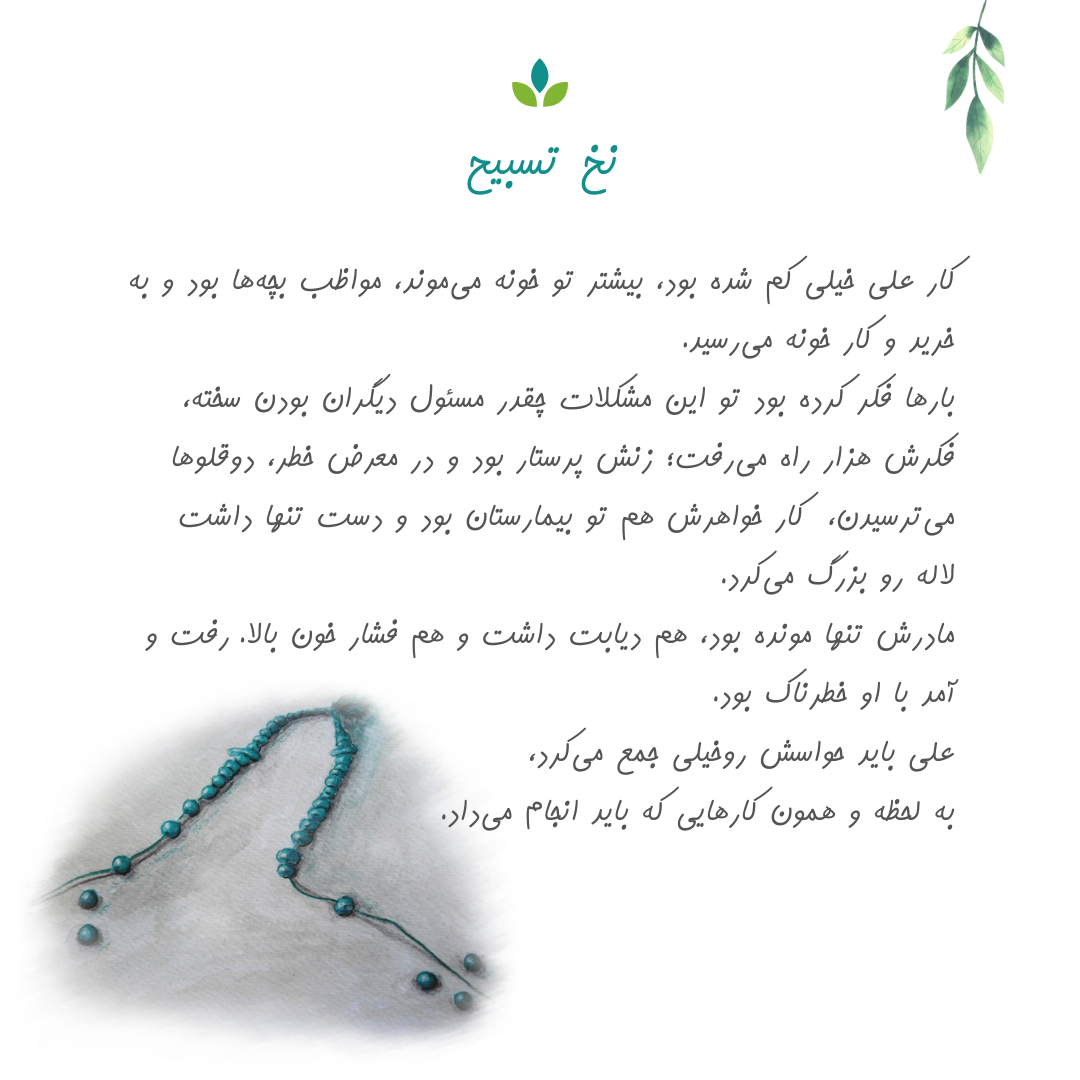 نخ تسبیح
کار علی خیلی کم شده بود، بیشتر تو خونه می‌موند، مواظب بچه‌ها بود و به
خرید و کار خونه می‌رسید.
بارها فکر کرده بود تو این مشکلات چقدر مسئول دیگران بودن سخته،
فکرش هزار راه می‌رفت؛ زنش پرستار بود و در معرض خطر، دوقلوها
می‌ترسیدن، کار خواهرش هم تو بیمارستان بود و دست تنها داشت
لاله رو بزرگ می‌کرد.
مادرش تنها مونده بود، هم دیابت داشت و هم فشار خون بالا. رفت و
آمد با او خطرناک بود.
علی باید حواسش روخیلی جمع می‌کرد،
به لحظه و همون کارهایی که باید انجام می‌داد.